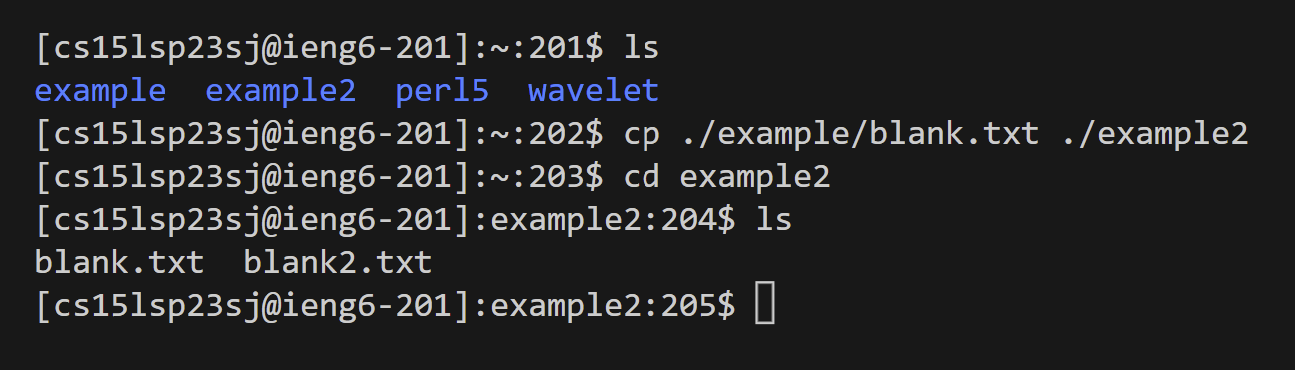 [cs15lsp23sj@ieng6-201]:~:201$ ls
example  example2  perl5  wavelet
[cs15lsp23sj@ieng6-201]:~:202$ cp ./example/blank.txt ./example2
[cs15lsp23sj@ieng6-201]:~:203$ cd example2
[cs15lsp23sj@ieng6-201]:example2:204$ ls
blank.txt  blank2.txt
[cs15lsp23sj@ieng6-201]:example2:205$